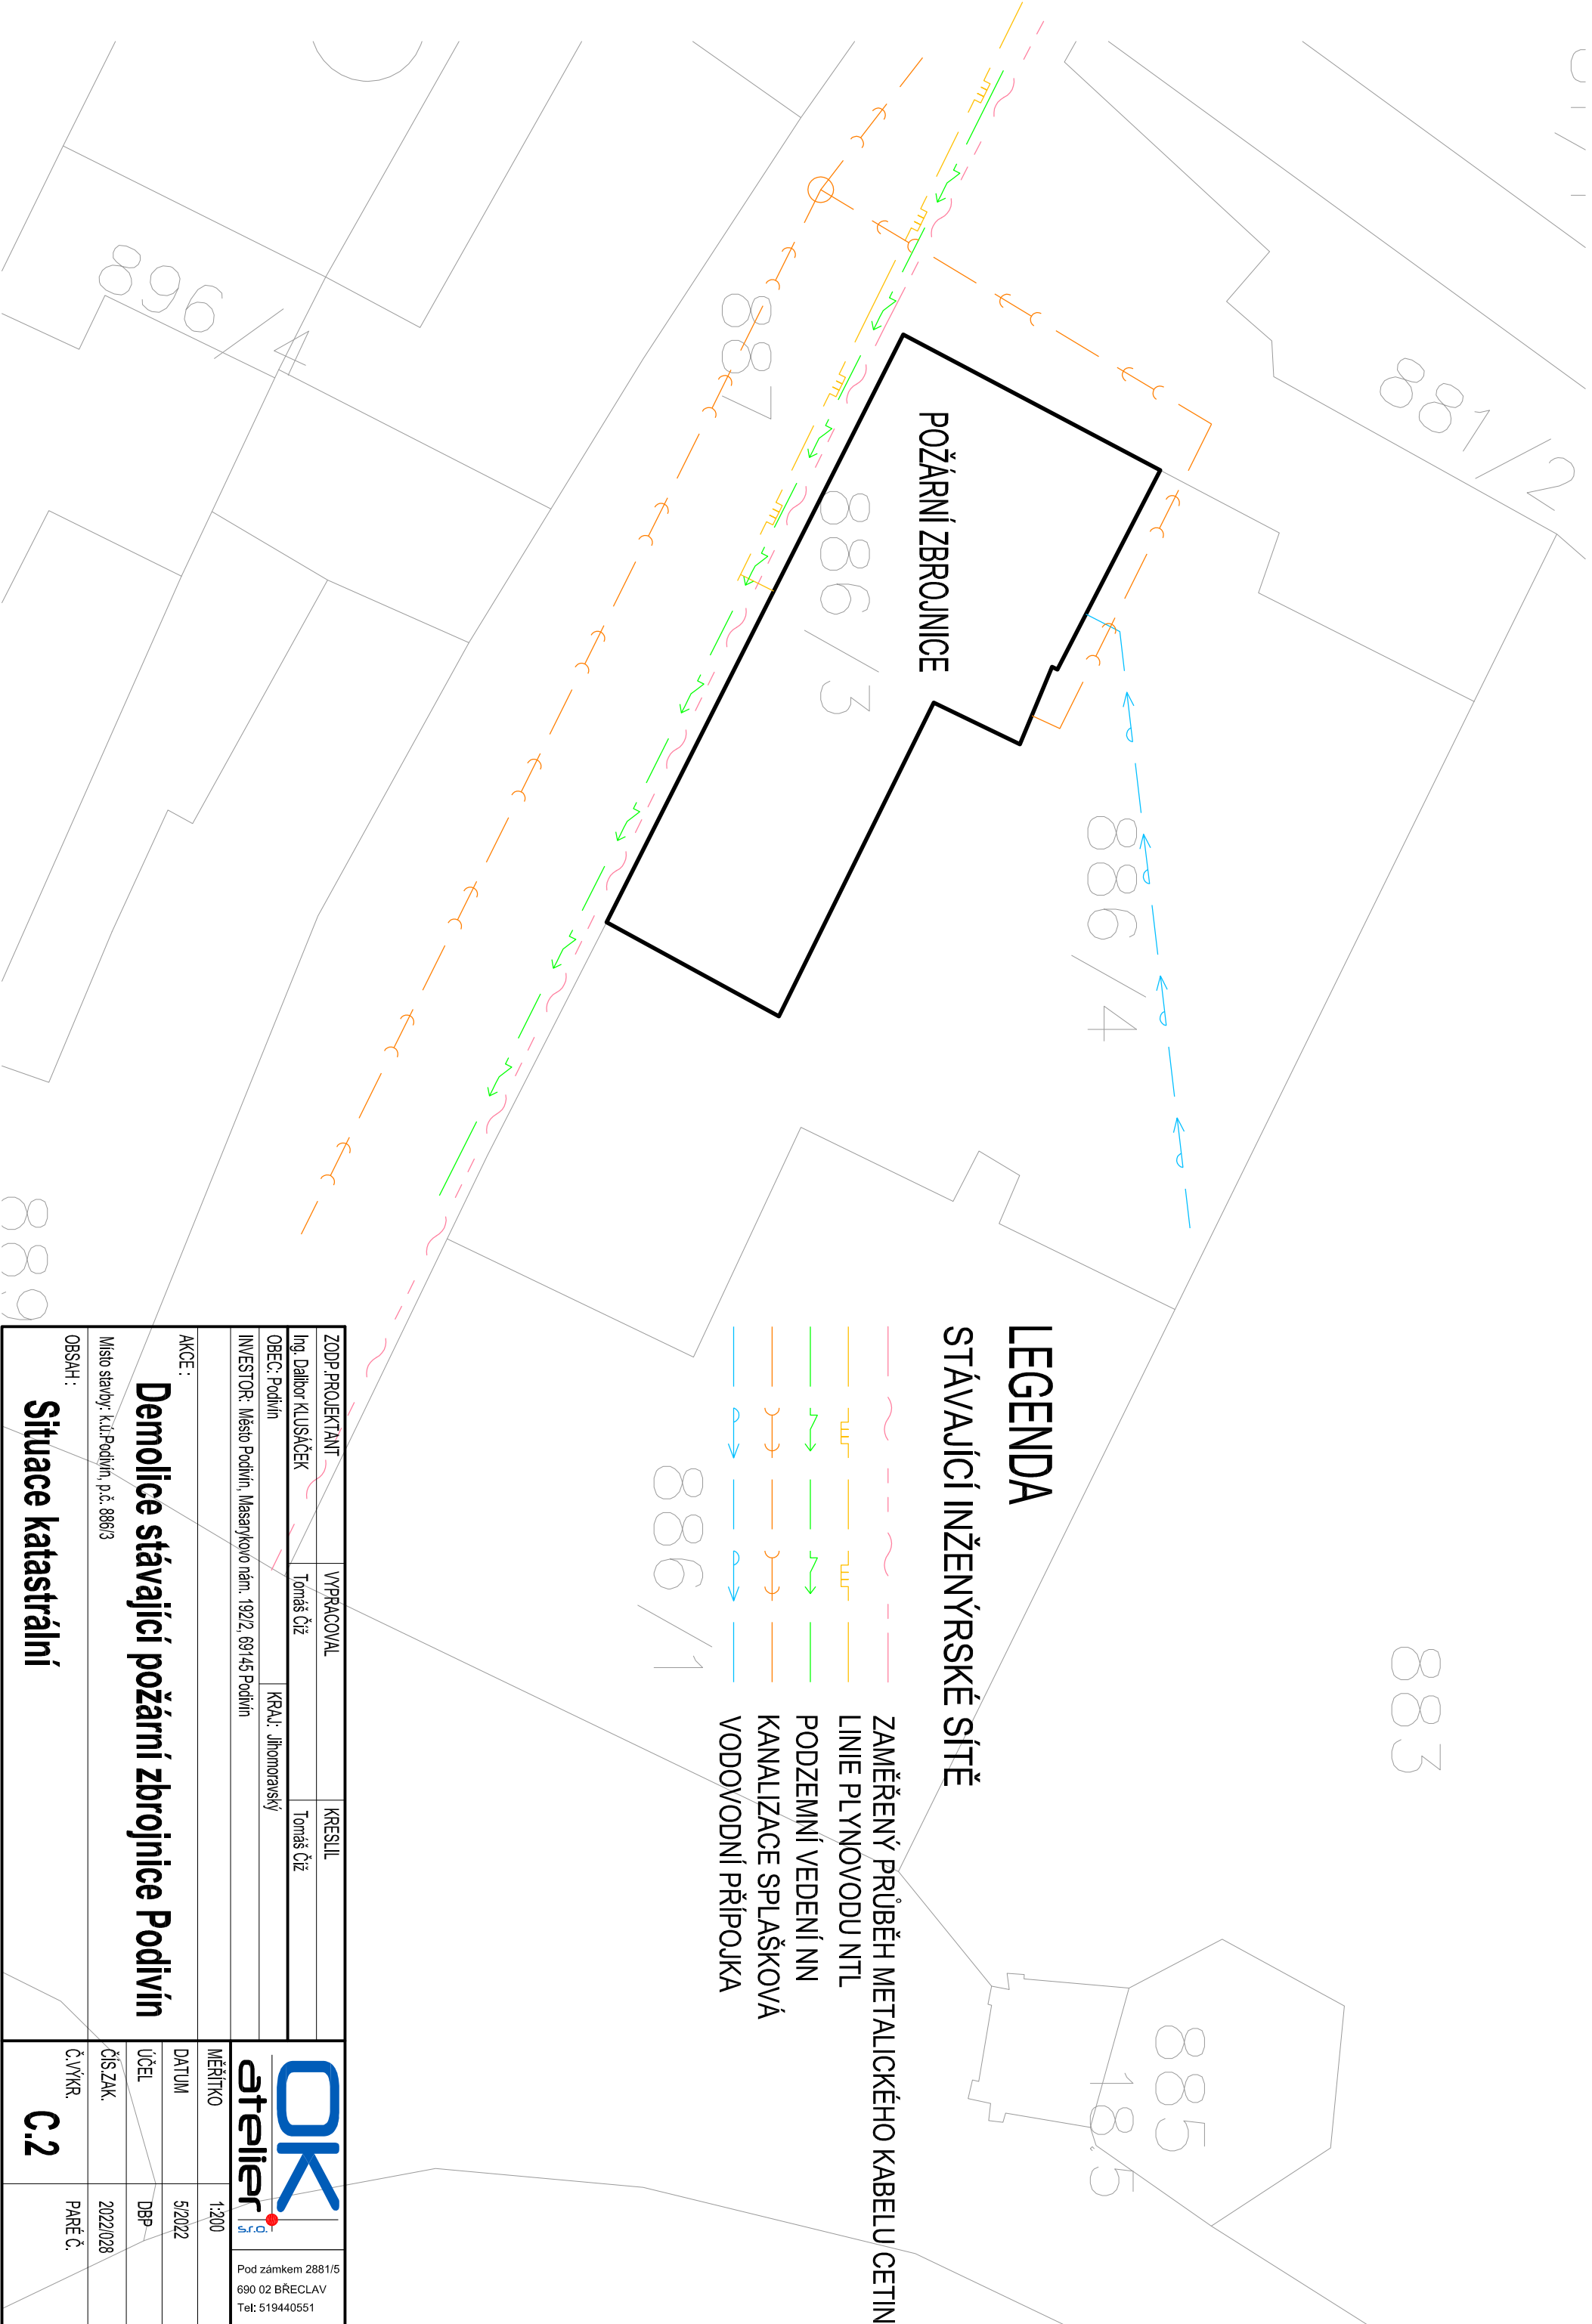 881/2
896/4
887
POŽÁRNÍ ZBROJNICE
886/3
886/4
889
883
885
18.5
886/1
LEGENDA
STÁVAJÍCÍ INŽENÝRSKÉ SÍTĚ
ZAMĚŘENÝ PRŮBĚH METALICKÉHO KABELU CETIN
LINIE PLYNOVODU NTL
PODZEMNÍ VEDENÍ NN
KANALIZACE SPLAŠKOVÁ
VODOVODNÍ PŘÍPOJKA
ZODP.PROJEKTANT VYPRACOVAL KRESLIL
Ing. Dalibor KLUSÁČEK Tomáš Číž Tomáš Číž
OBEC: Podivín KRAJ: Jihomoravský
INVESTOR: Město Podivín, Masarykovo nám. 192/2, 69145 Podivín
AKCE :
Demolice stávající požární zbrojnice Podivín
Místo stavby: k.ú:Podivín, p.č. 886/3
OBSAH :
Situace katastrální
OK
atelier s.r.o.
Pod zámkem 2881/5
690 02 BŘECLAV
Tel: 519440551
MĚŘÍTKO 1:200
DATUM 5/2022
ÚČEL DBP
ČÍS.ZAK. 2022/028
Č.VÝKR. PARÉ Č.
C.2